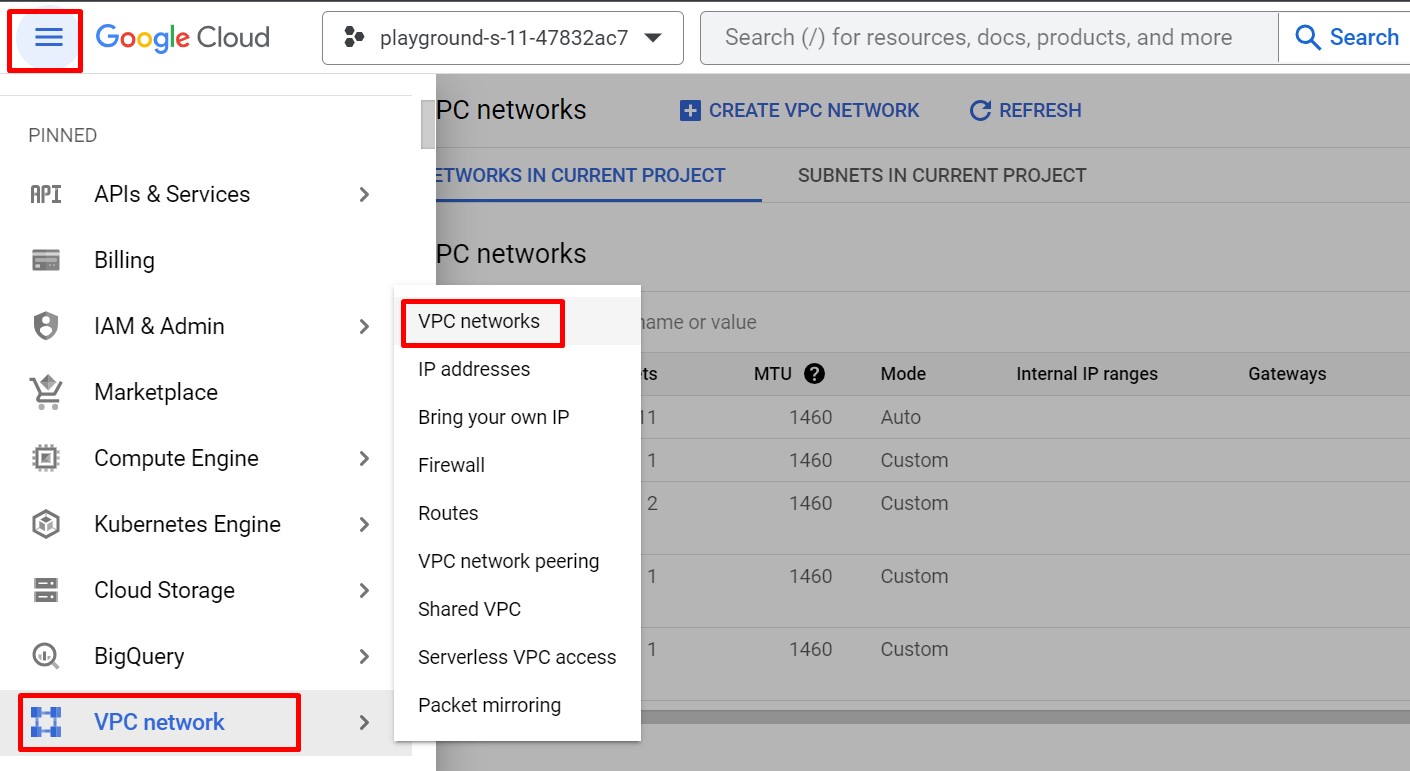 Google Cloud
playground-s-11-47832ac7
Search (/) for resources, docs, products, and more
Search
PINNED
API APIs & Services
Billing
IAM & Admin
Marketplace
Compute Engine
Kubernetes Engine
Cloud Storage
BigQuery
VPC network
VPC networks
IP addresses
Bring your own IP
Firewall
Routes
VPC network peering
Shared VPC
Serverless VPC access
Packet mirroring
PC networks
CREATE VPC NETWORK
REFRESH
ETWORKS IN CURRENT PROJECT
SUBNETS IN CURRENT PROJECT
PC networks
name or value
ts MTU ? Mode Internal IP ranges Gateways
11 1460 Auto
1 1460 Custom
2 1460 Custom
1 1460 Custom
1 1460 Custom